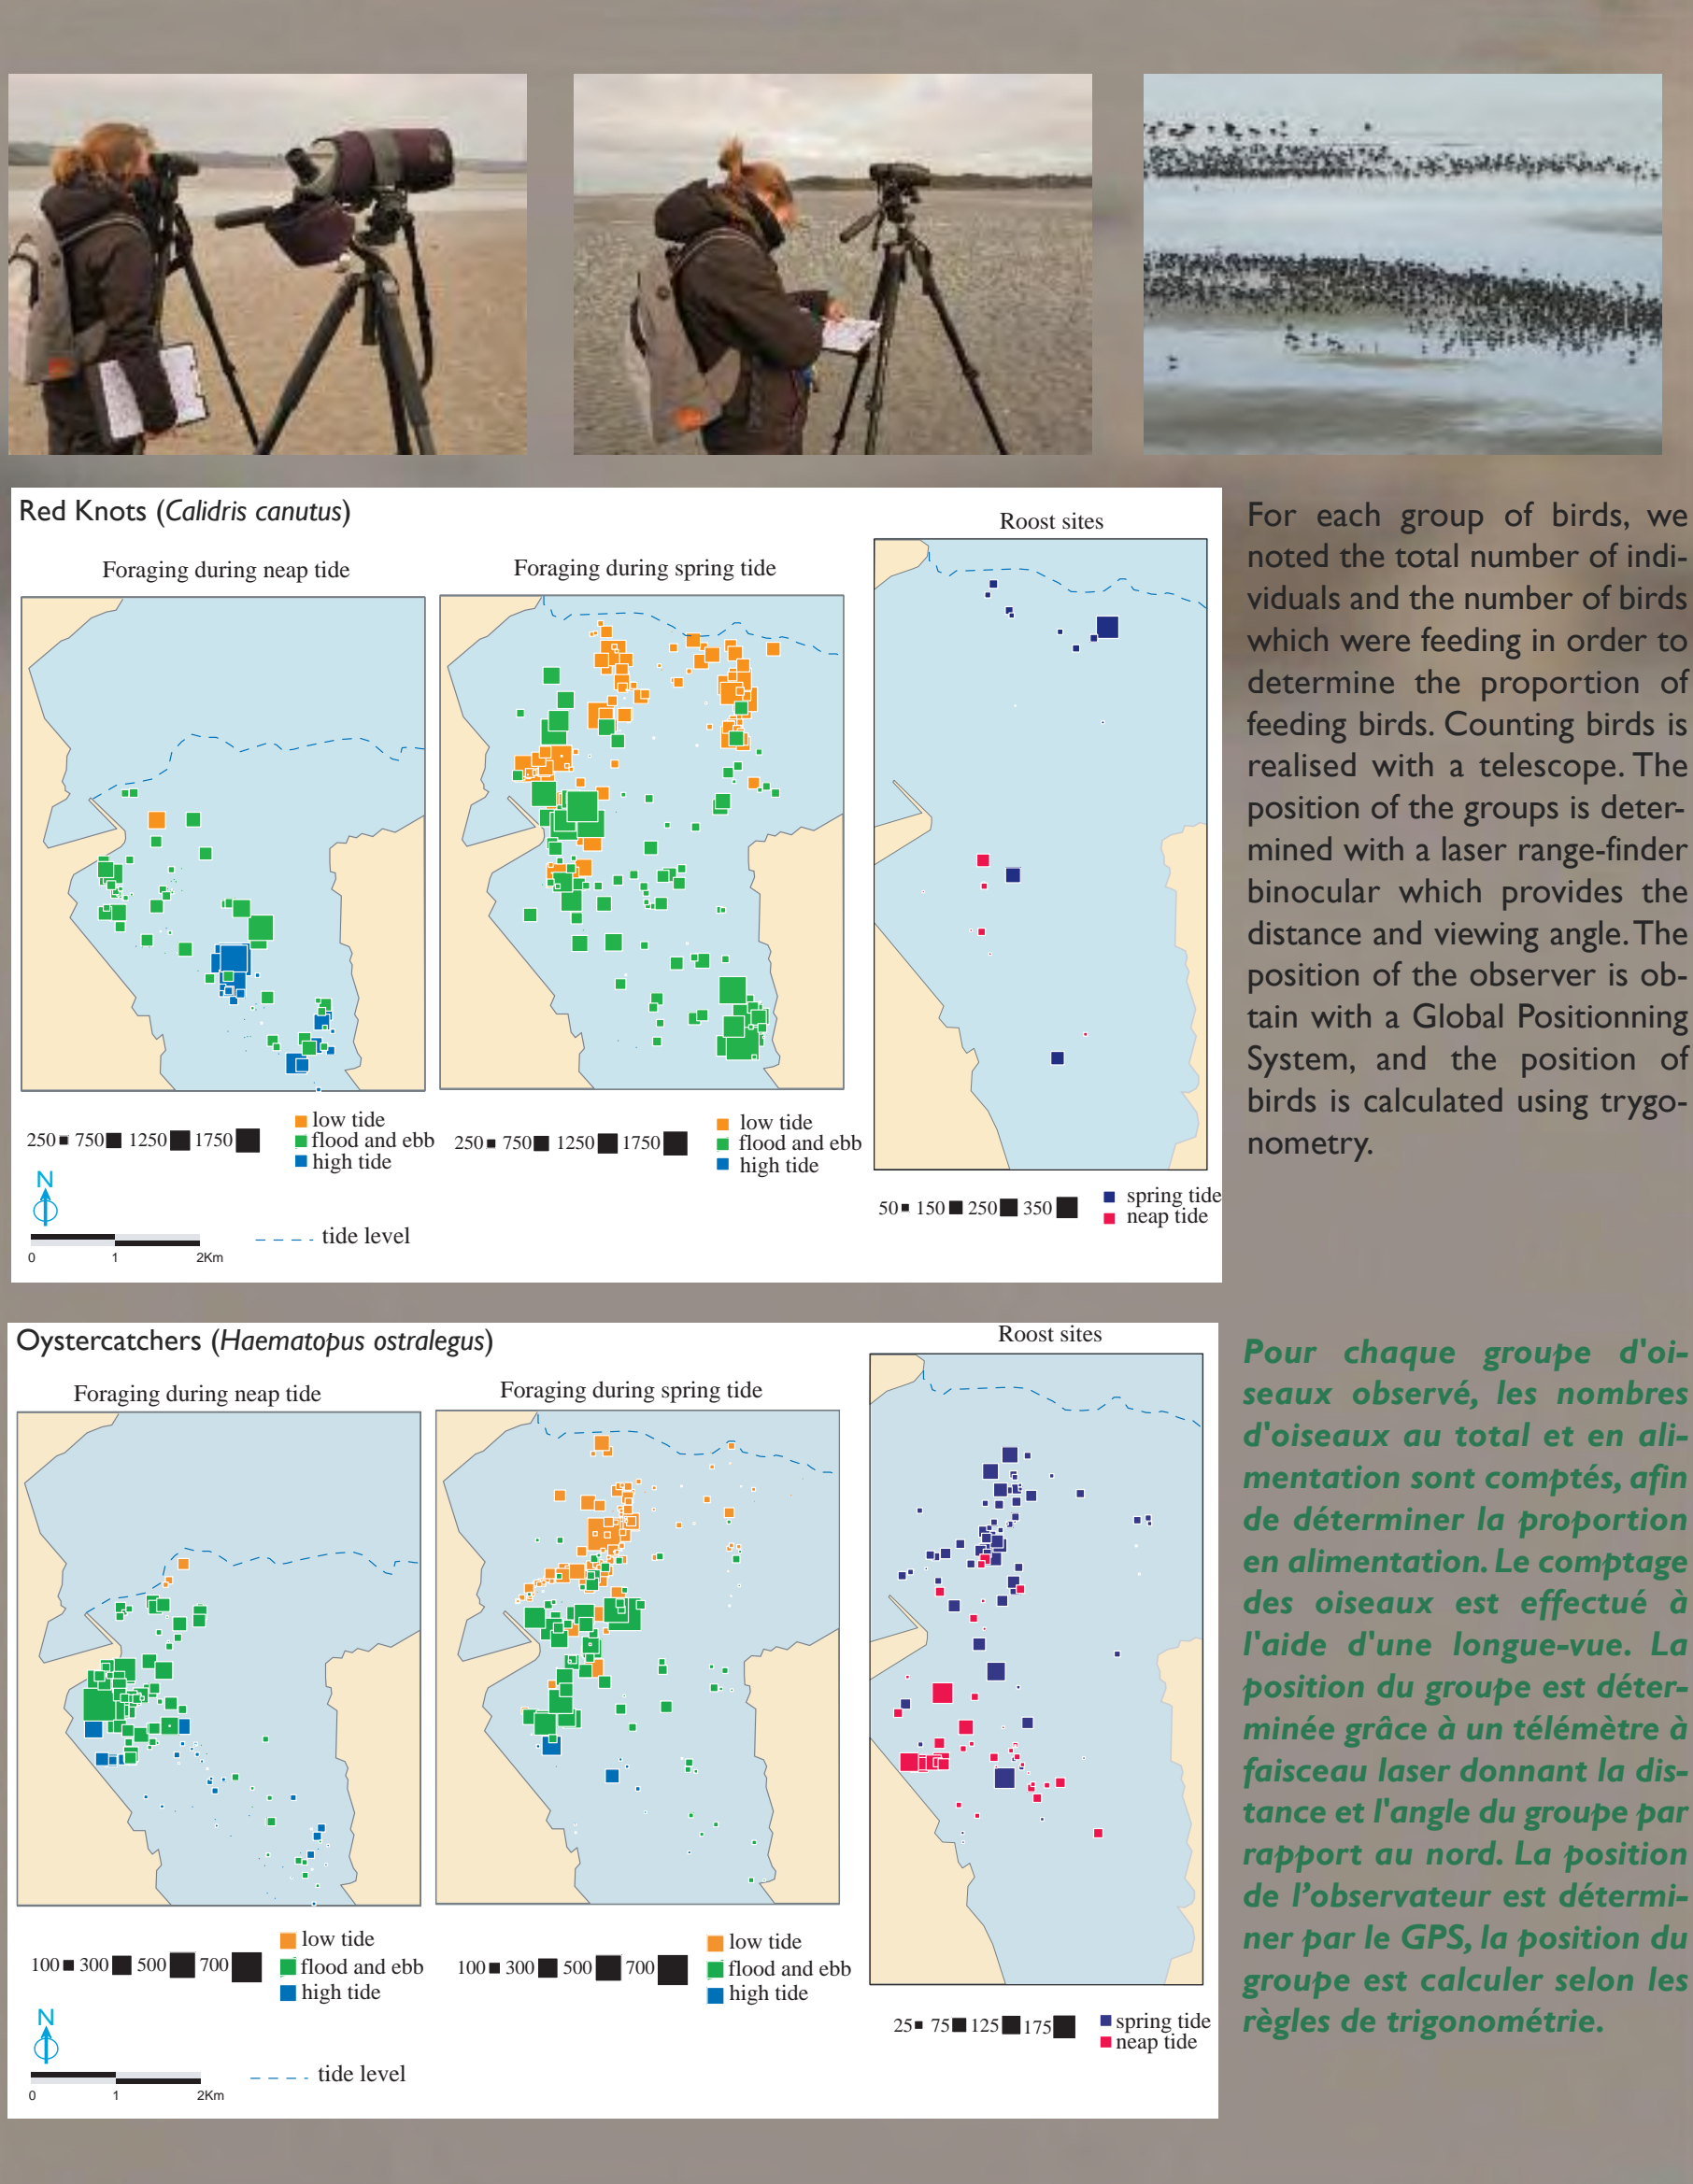 Red Knots (Calidris canutus)
Foraging during neap tide
Foraging during spring tide
Roost sites
250 750 1250 1750
low tide
flood and ebb
high tide
250 750 1250 1750
low tide
flood and ebb
high tide
50 150 250 350
spring tide
neap tide
N
0 1 2Km
tide level
For each group of birds, we
noted the total number of indi-
viduals and the number of birds
which were feeding in order to
determine the proportion of
feeding birds. Counting birds is
realised with a telescope. The
position of the groups is deter-
mined with a laser range-finder
binocular which provides the
distance and viewing angle. The
position of the observer is ob-
tain with a Global Positionning
System, and the position of
birds is calculated using trygo-
nometry.
Oystercatchers (Haematopus ostralegus)
Foraging during neap tide
Foraging during spring tide
Roost sites
100 300 500 700
low tide
flood and ebb
high tide
100 300 500 700
low tide
flood and ebb
high tide
25 75 125 175
spring tide
neap tide
N
0 1 2Km
tide level
Pour chaque groupe d'oi-
seaux observé, les nombres
d'oiseaux au total et en ali-
mentation sont comptés, afin
de déterminer la proportion
en alimentation. Le comptage
des oiseaux est effectué à
l'aide d'une longue-vue. La
position du groupe est déter-
minée grâce à un télémètre à
faisceau laser donnant la dis-
tance et l'angle du groupe par
rapport au nord. La position
de l'observateur est détermi-
ner par le GPS, la position du
groupe est calculer selon les
règles de trigonométrie.